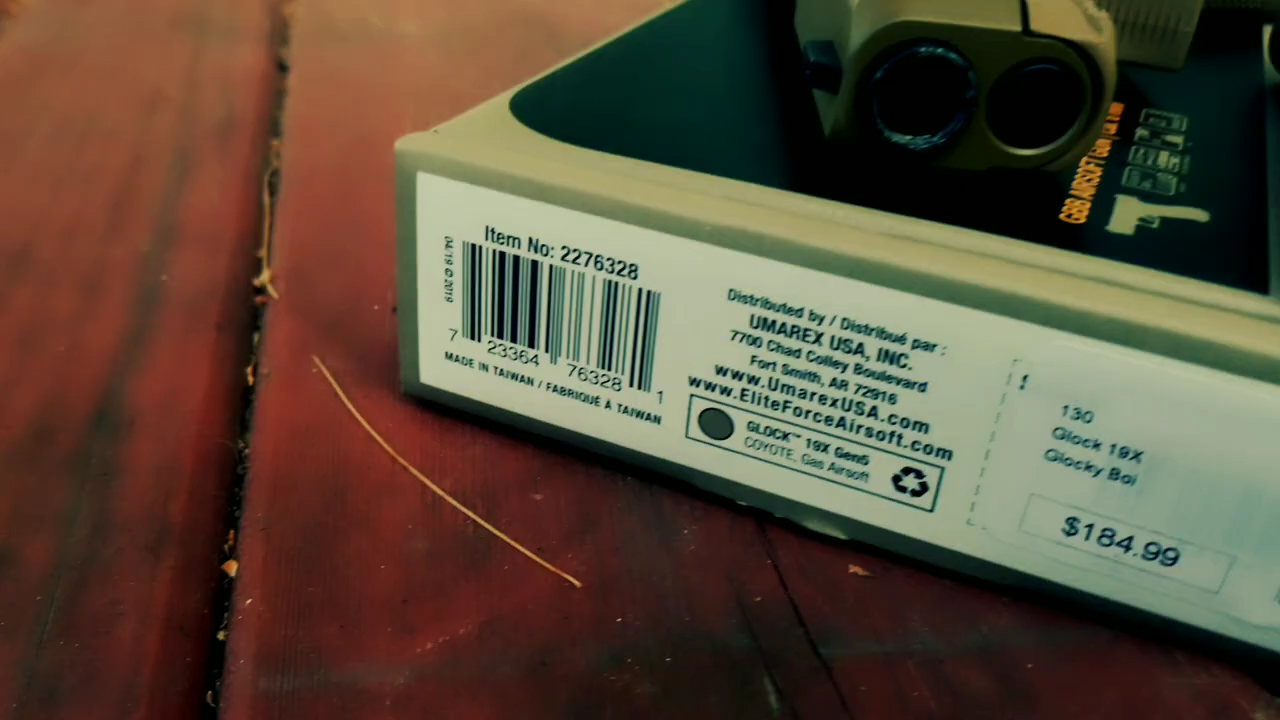 Item No: 2276328
04/19 © 2019
7 23364 76328 1
MADE IN TAIWAN / FABRIQUÉ À TAIWAN
Distributed by / Distribué par :
UMAREX USA, INC.
7700 Chad Colley Boulevard
Fort Smith, AR 72916
www.UmarexUSA.com
www.EliteForceAirsoft.com
GLOCK™ 19X Gen5
COYOTE, Gas Airsoft
130
Glock 19X
Glocky Boi
$184.99
GBB AIRSOFT GUN